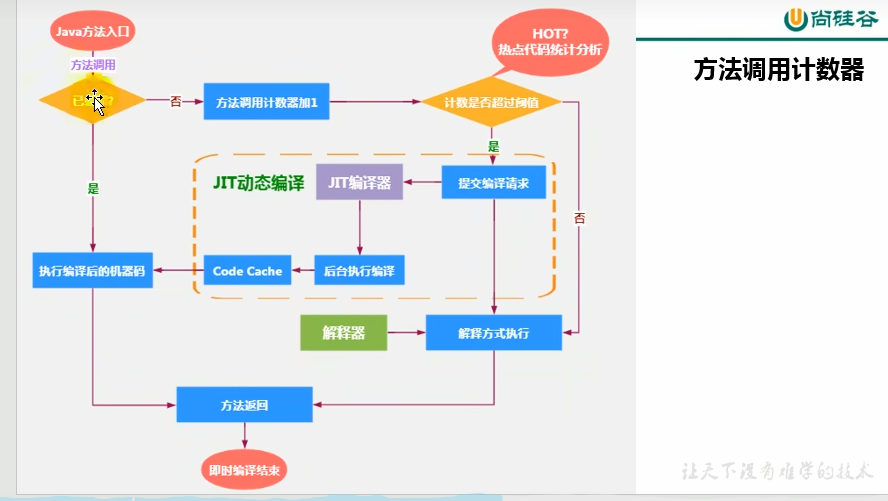 尚硅谷
方法调用计数器
Java方法入口
方法调用
HOT?
热点代码统计分析
否
方法调用计数器加1
计数是否超过阈值
是
是
否
JIT动态编译
JIT编译器
提交编译请求
执行编译后的机器码
Code Cache
后台执行编译
解释器
解释方式执行
方法返回
即时编译结束
让天下没有难学的技术